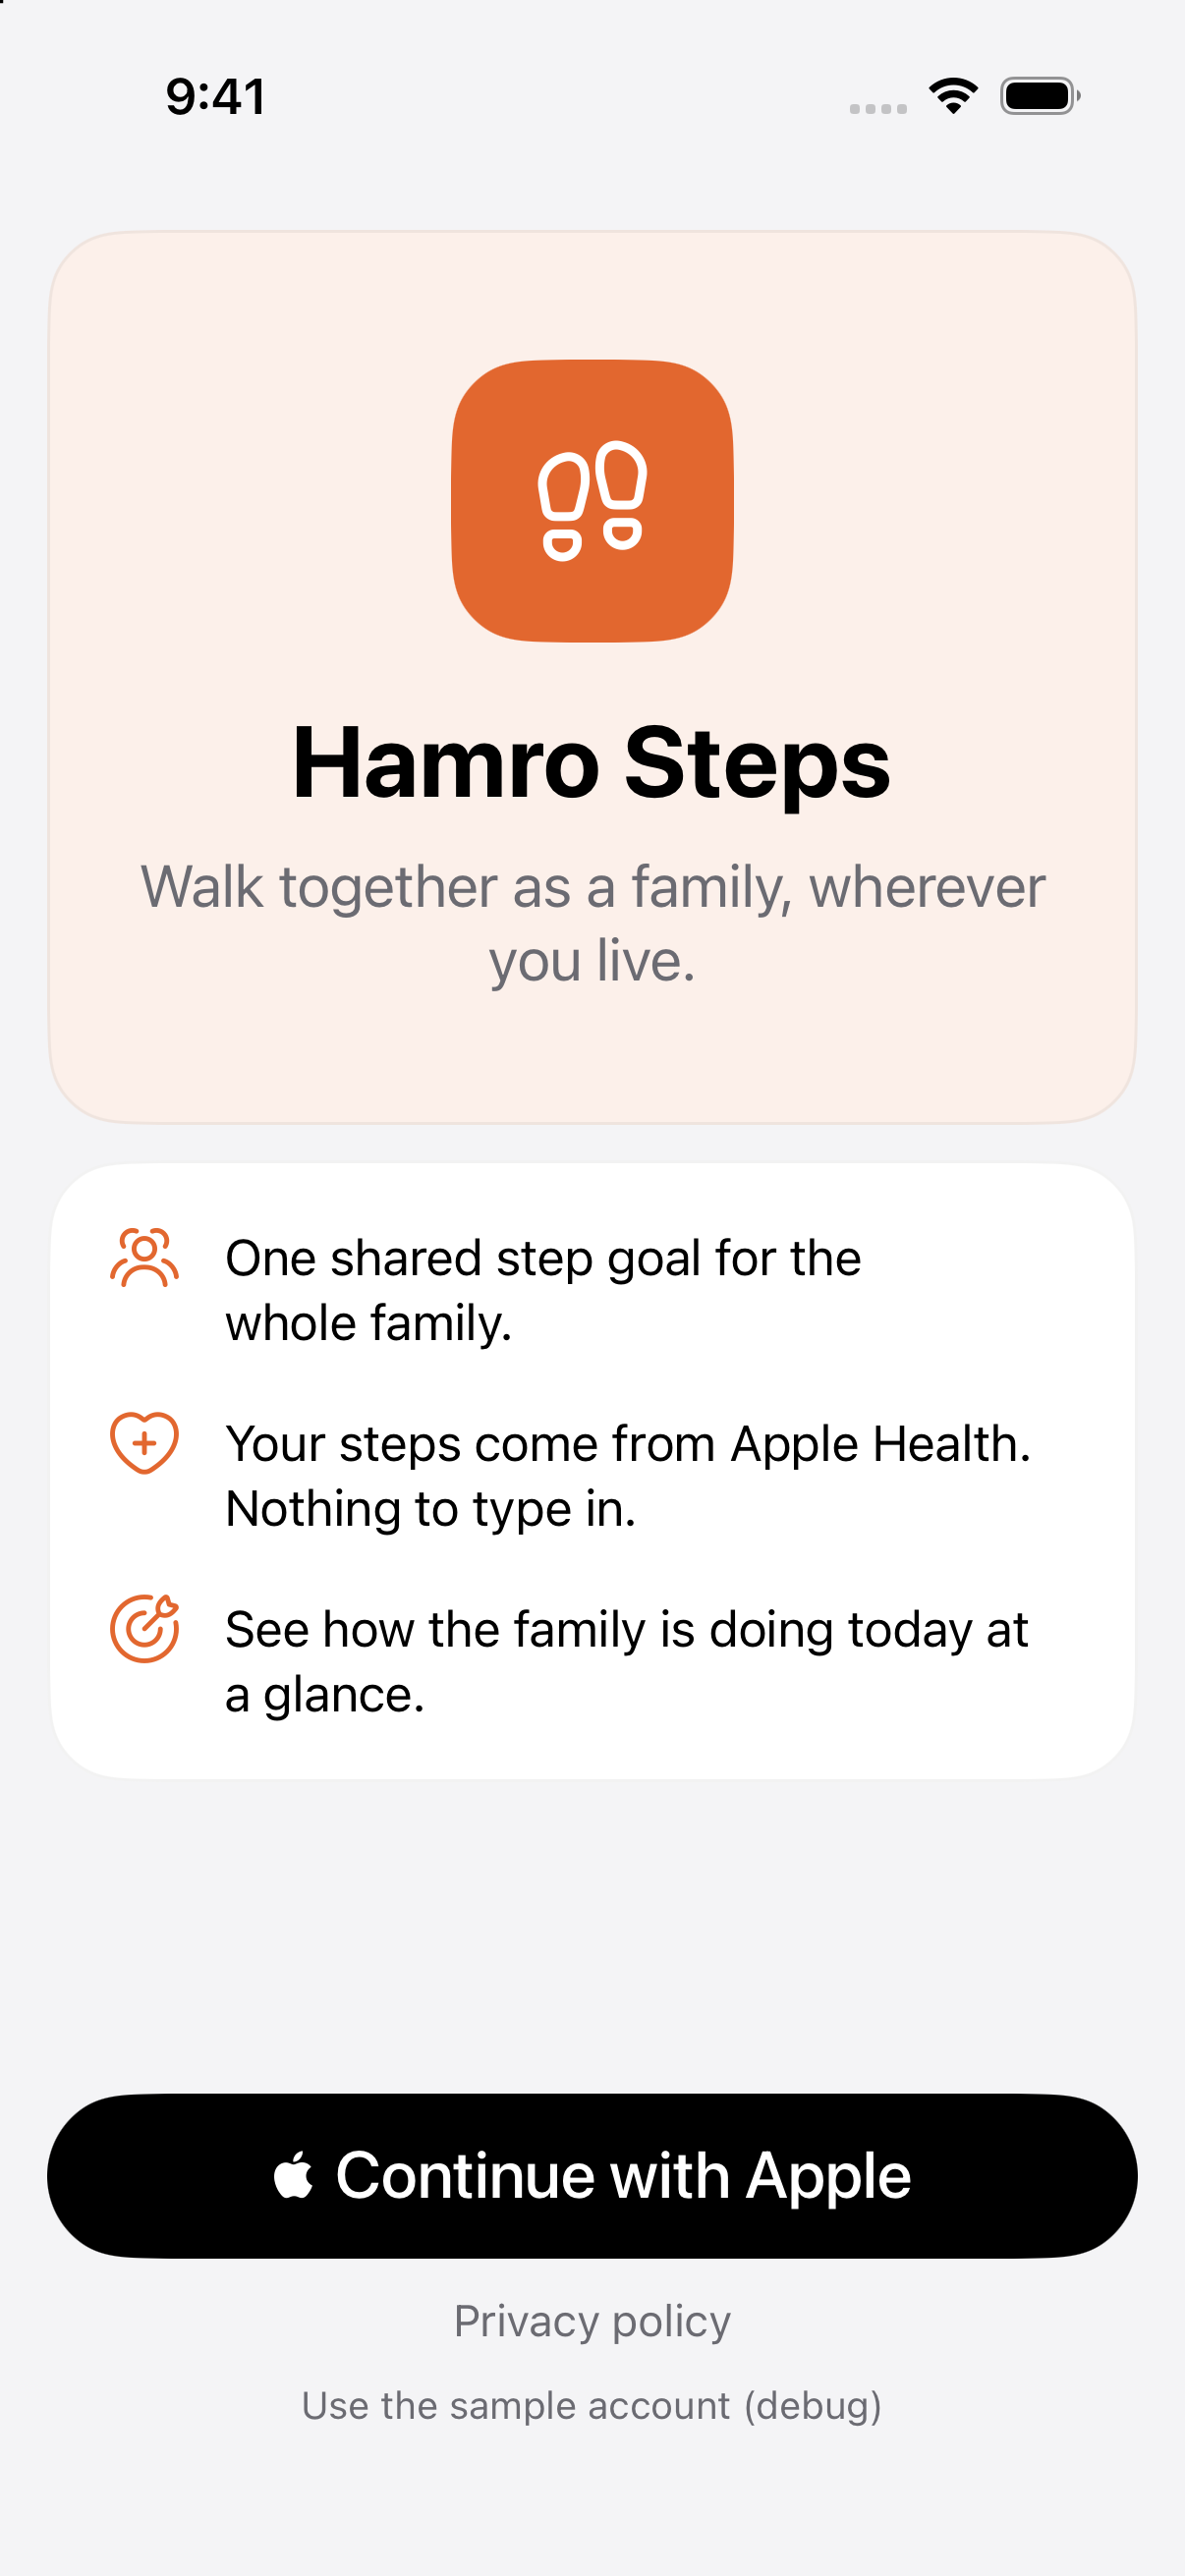 9:41
Hamro Steps
Walk together as a family, wherever
you live.
One shared step goal for the
whole family.
Your steps come from Apple Health.
Nothing to type in.
See how the family is doing today at
a glance.
Continue with Apple
Privacy policy
Use the sample account (debug)